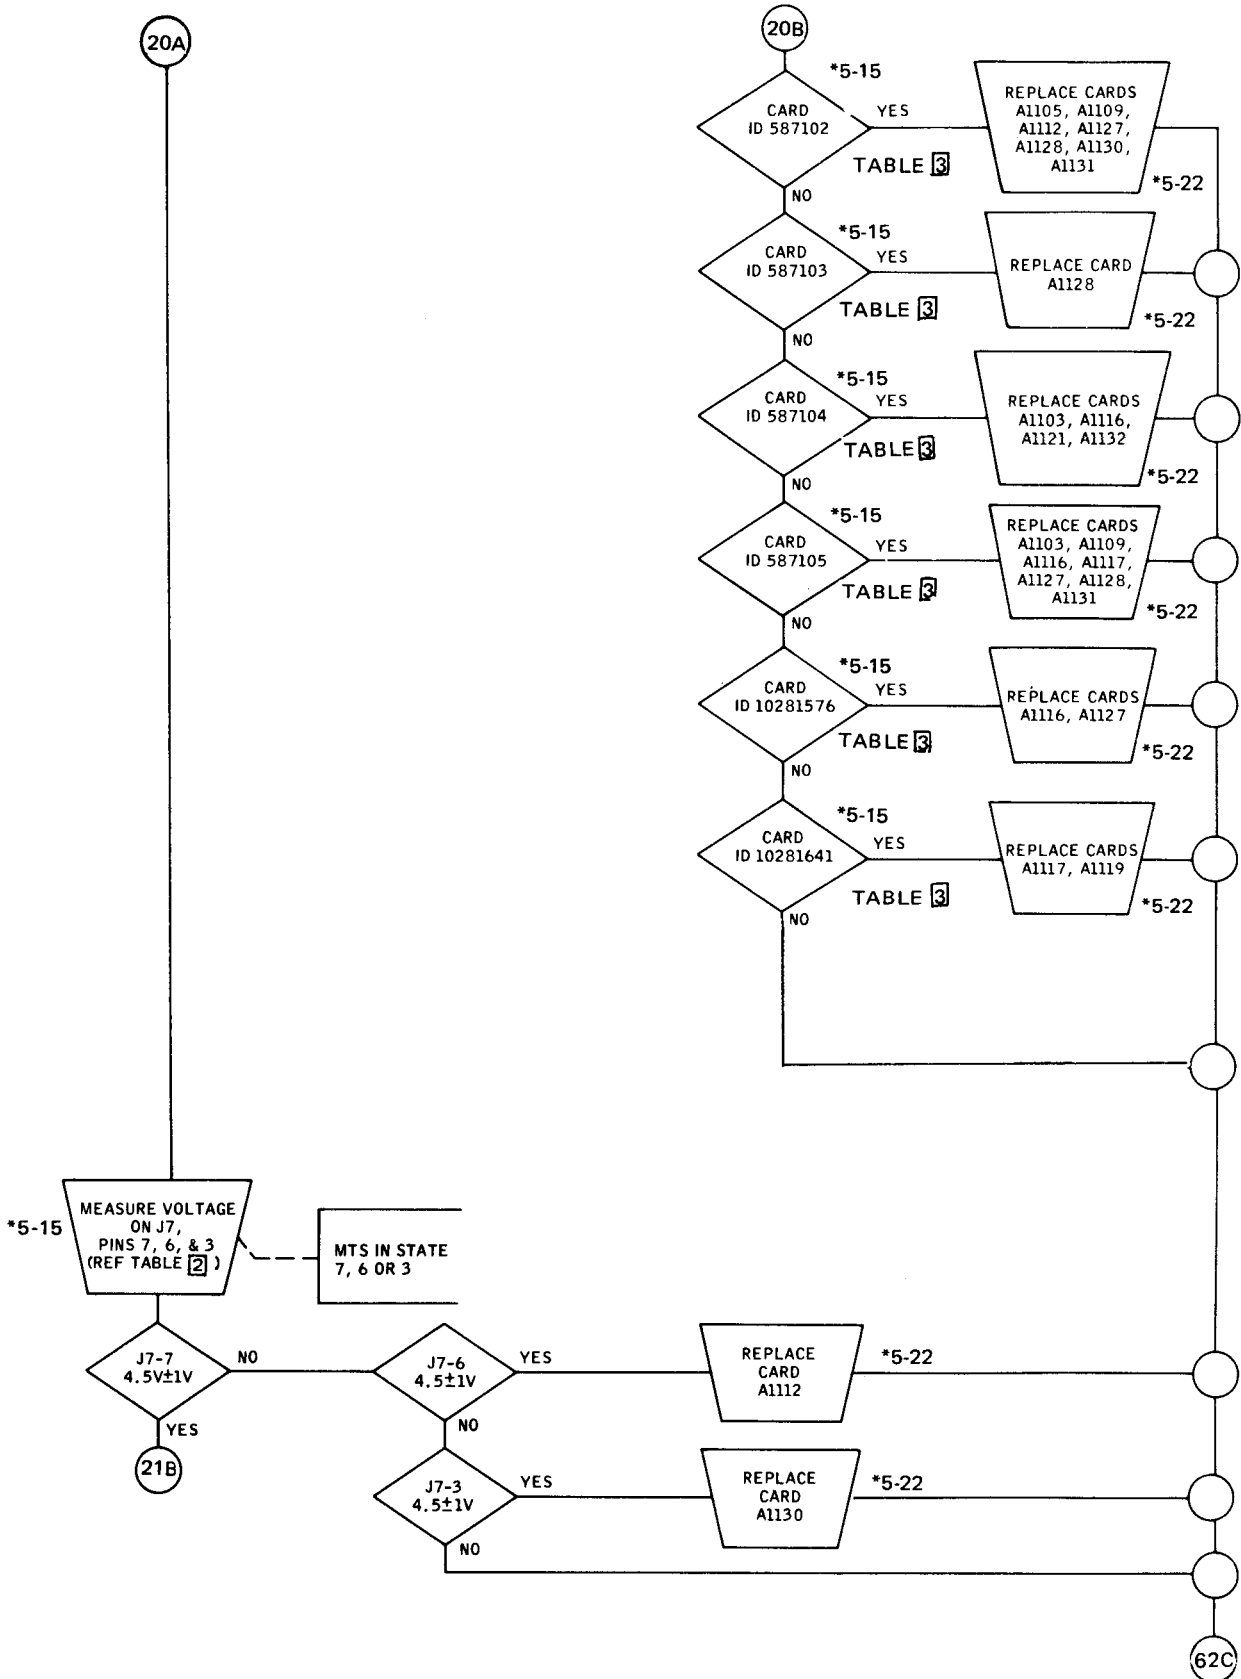 20A
20B
*5-15
CARD
ID 587102
YES
TABLE 3
NO
REPLACE CARDS
A1105, A1109,
A1112, A1127,
A1128, A1130,
A1131
*5-22
*5-15
CARD
ID 587103
YES
TABLE 3
NO
REPLACE CARD
A1128
*5-22
*5-15
CARD
ID 587104
YES
TABLE 3
NO
REPLACE CARDS
A1103, A1116,
A1121, A1132
*5-22
*5-15
CARD
ID 587105
YES
TABLE 3
NO
REPLACE CARDS
A1103, A1109,
A1116, A1117,
A1127, A1128,
A1131
*5-22
*5-15
CARD
ID 10281576
YES
TABLE 3
NO
REPLACE CARDS
A1116, A1127
*5-22
*5-15
CARD
ID 10281641
YES
TABLE 3
NO
REPLACE CARDS
A1117, A1119
*5-22
*5-15
MEASURE VOLTAGE
ON J7,
PINS 7, 6, & 3
(REF TABLE 2 )
MTS IN STATE
7, 6 OR 3
J7-7
4.5V±1V
NO
YES
21B
J7-6
4.5±1V
YES
NO
REPLACE
CARD
A1112
*5-22
J7-3
4.5±1V
YES
NO
REPLACE
CARD
A1130
*5-22
62C